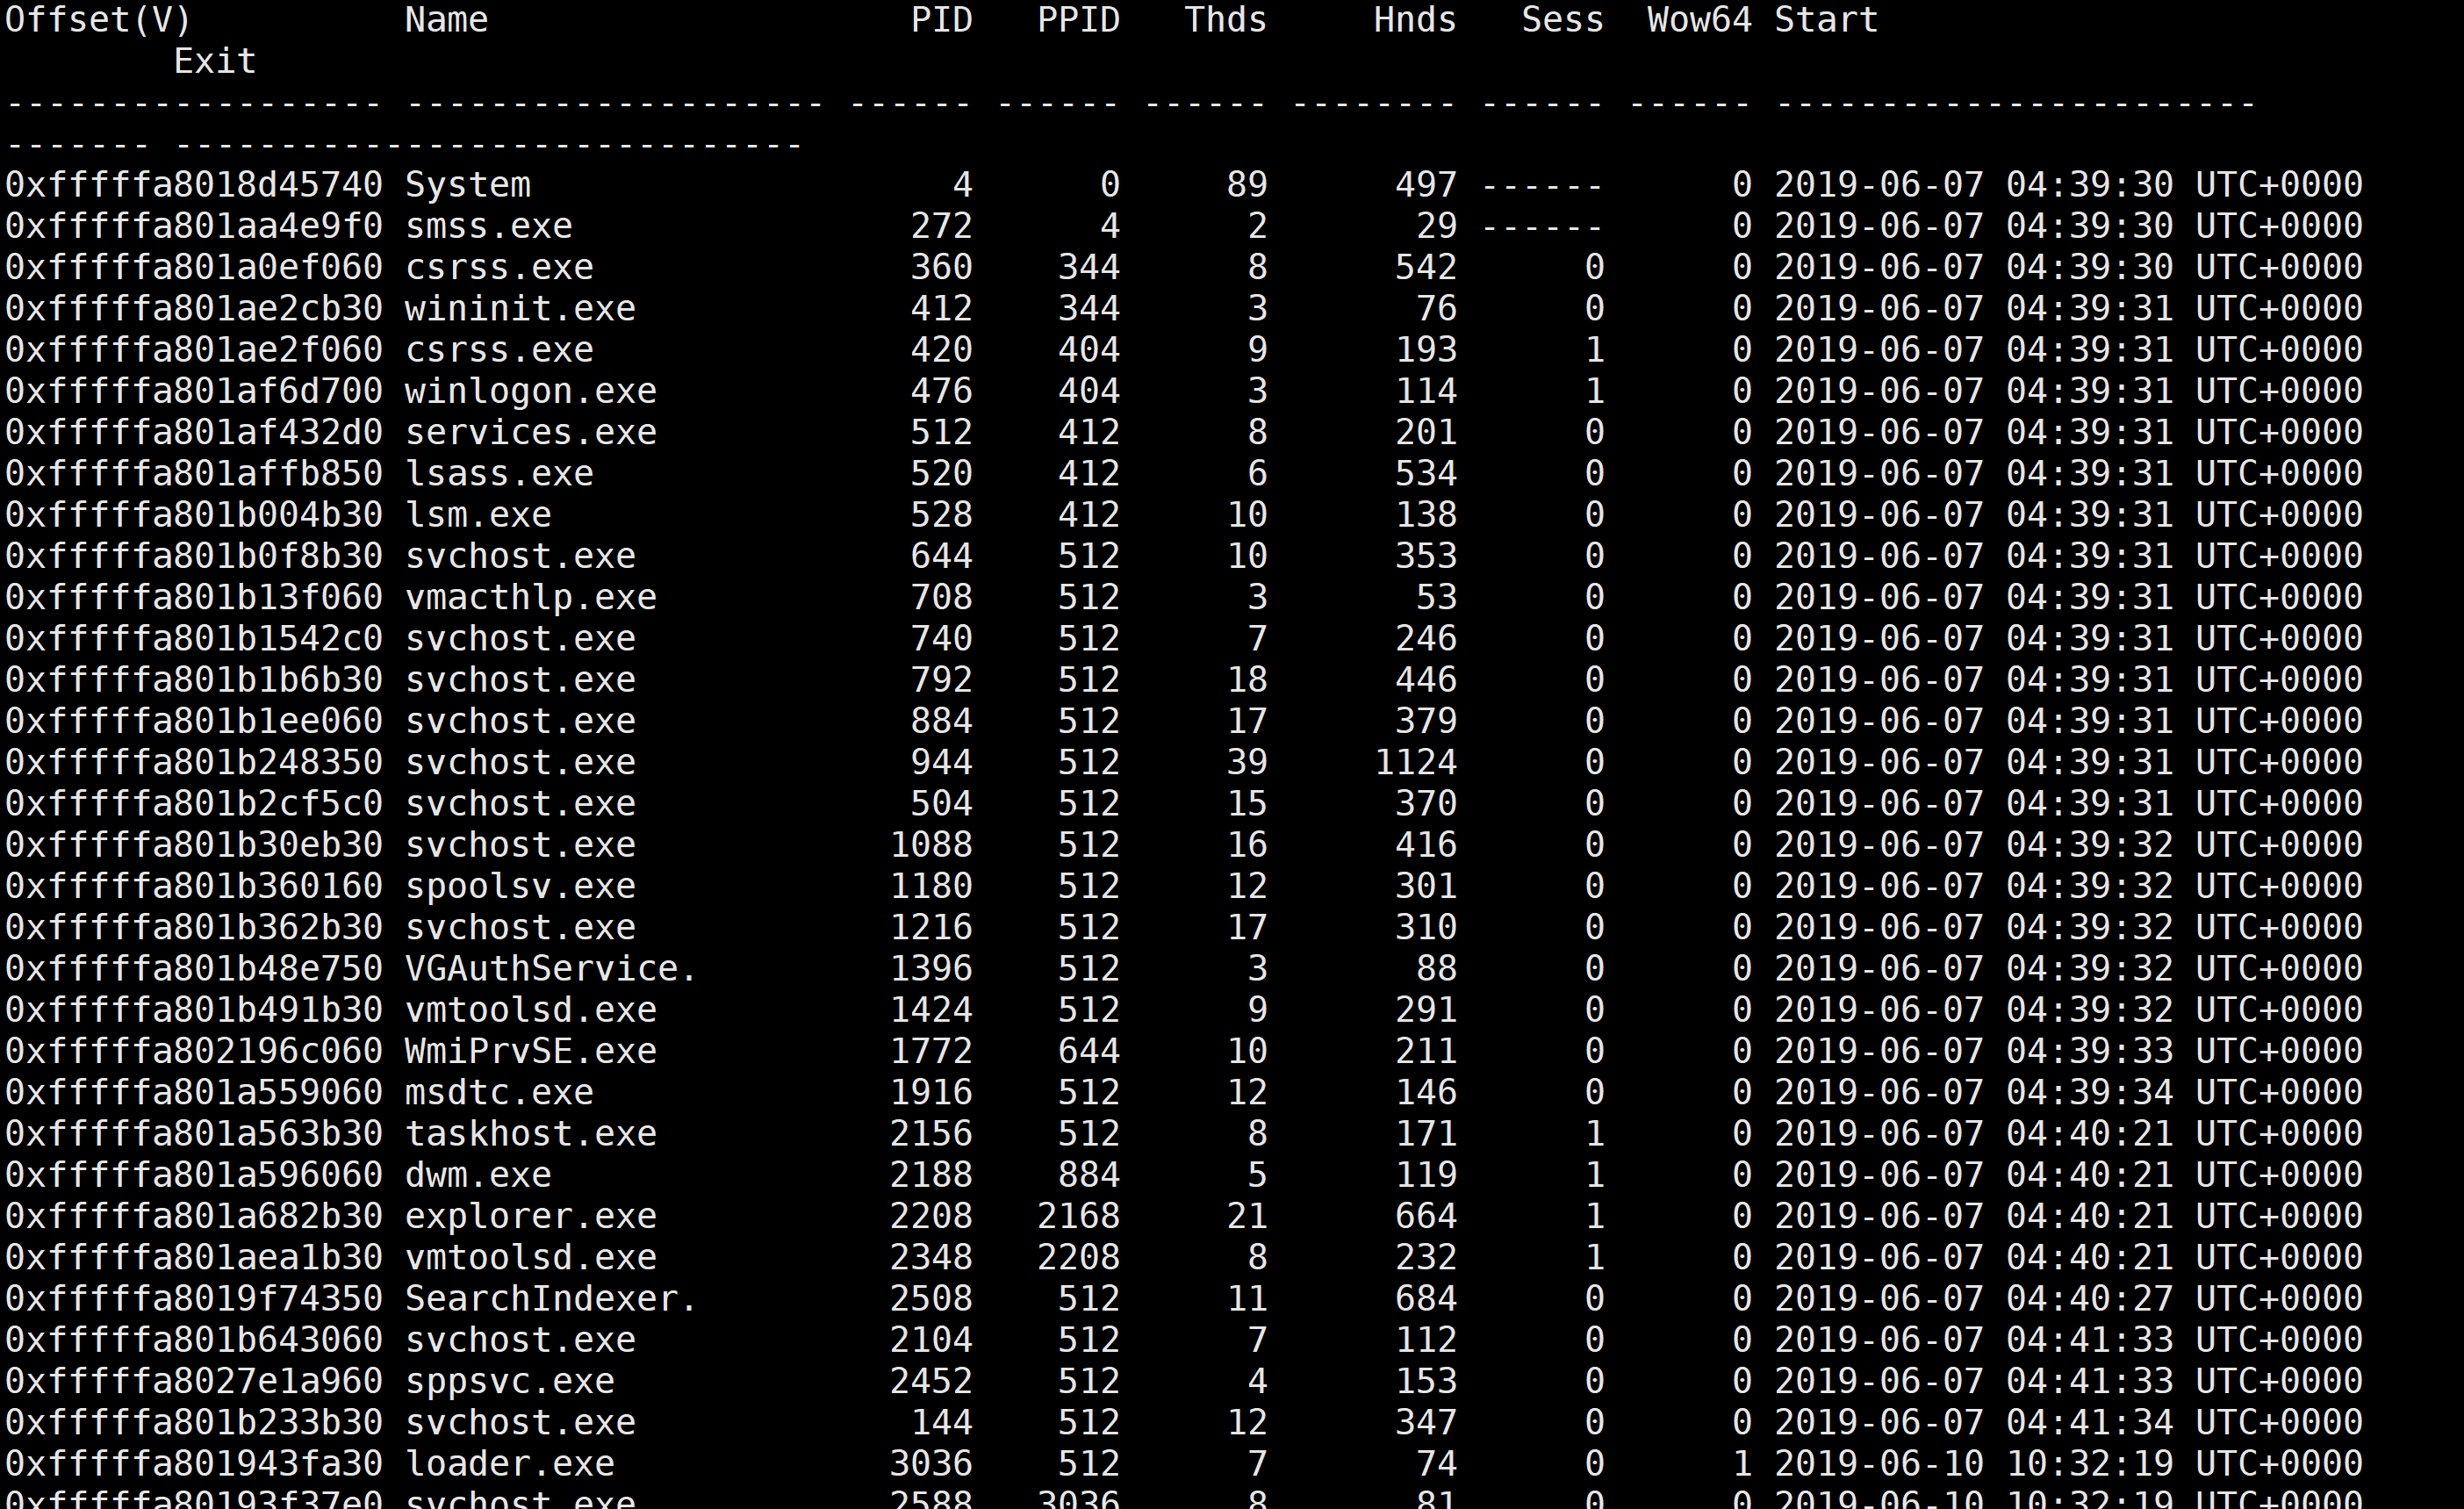 Offset(V)          Name                    PID   PPID   Thds     Hnds   Sess  Wow64 Start
        Exit
------------------ -------------------- ------ ------ ------ -------- ------ ------ -----------------------
------- ------------------------------
0xfffffa8018d45740 System                    4      0     89      497 ------      0 2019-06-07 04:39:30 UTC+0000
0xfffffa801aa4e9f0 smss.exe                272      4      2       29 ------      0 2019-06-07 04:39:30 UTC+0000
0xfffffa801a0ef060 csrss.exe               360    344      8      542      0      0 2019-06-07 04:39:30 UTC+0000
0xfffffa801ae2cb30 wininit.exe             412    344      3       76      0      0 2019-06-07 04:39:31 UTC+0000
0xfffffa801ae2f060 csrss.exe               420    404      9      193      1      0 2019-06-07 04:39:31 UTC+0000
0xfffffa801af6d700 winlogon.exe            476    404      3      114      1      0 2019-06-07 04:39:31 UTC+0000
0xfffffa801af432d0 services.exe            512    412      8      201      0      0 2019-06-07 04:39:31 UTC+0000
0xfffffa801affb850 lsass.exe               520    412      6      534      0      0 2019-06-07 04:39:31 UTC+0000
0xfffffa801b004b30 lsm.exe                 528    412     10      138      0      0 2019-06-07 04:39:31 UTC+0000
0xfffffa801b0f8b30 svchost.exe             644    512     10      353      0      0 2019-06-07 04:39:31 UTC+0000
0xfffffa801b13f060 vmacthlp.exe            708    512      3       53      0      0 2019-06-07 04:39:31 UTC+0000
0xfffffa801b1542c0 svchost.exe             740    512      7      246      0      0 2019-06-07 04:39:31 UTC+0000
0xfffffa801b1b6b30 svchost.exe             792    512     18      446      0      0 2019-06-07 04:39:31 UTC+0000
0xfffffa801b1ee060 svchost.exe             884    512     17      379      0      0 2019-06-07 04:39:31 UTC+0000
0xfffffa801b248350 svchost.exe             944    512     39     1124      0      0 2019-06-07 04:39:31 UTC+0000
0xfffffa801b2cf5c0 svchost.exe             504    512     15      370      0      0 2019-06-07 04:39:31 UTC+0000
0xfffffa801b30eb30 svchost.exe            1088    512     16      416      0      0 2019-06-07 04:39:32 UTC+0000
0xfffffa801b360160 spoolsv.exe            1180    512     12      301      0      0 2019-06-07 04:39:32 UTC+0000
0xfffffa801b362b30 svchost.exe            1216    512     17      310      0      0 2019-06-07 04:39:32 UTC+0000
0xfffffa801b48e750 VGAuthService.         1396    512      3       88      0      0 2019-06-07 04:39:32 UTC+0000
0xfffffa801b491b30 vmtoolsd.exe           1424    512      9      291      0      0 2019-06-07 04:39:32 UTC+0000
0xfffffa802196c060 WmiPrvSE.exe           1772    644     10      211      0      0 2019-06-07 04:39:33 UTC+0000
0xfffffa801a559060 msdtc.exe              1916    512     12      146      0      0 2019-06-07 04:39:34 UTC+0000
0xfffffa801a563b30 taskhost.exe           2156    512      8      171      1      0 2019-06-07 04:40:21 UTC+0000
0xfffffa801a596060 dwm.exe                2188    884      5      119      1      0 2019-06-07 04:40:21 UTC+0000
0xfffffa801a682b30 explorer.exe           2208   2168     21      664      1      0 2019-06-07 04:40:21 UTC+0000
0xfffffa801aea1b30 vmtoolsd.exe           2348   2208      8      232      1      0 2019-06-07 04:40:21 UTC+0000
0xfffffa8019f74350 SearchIndexer.         2508    512     11      684      0      0 2019-06-07 04:40:27 UTC+0000
0xfffffa801b643060 svchost.exe            2104    512      7      112      0      0 2019-06-07 04:41:33 UTC+0000
0xfffffa8027e1a960 sppsvc.exe             2452    512      4      153      0      0 2019-06-07 04:41:33 UTC+0000
0xfffffa801b233b30 svchost.exe             144    512     12      347      0      0 2019-06-07 04:41:34 UTC+0000
0xfffffa801943fa30 loader.exe             3036    512      7       74      0      1 2019-06-10 10:32:19 UTC+0000
0xfffffa80193f37e0 svchost.exe            2588   3036      8       81      0      0 2019-06-10 10:32:19 UTC+0000